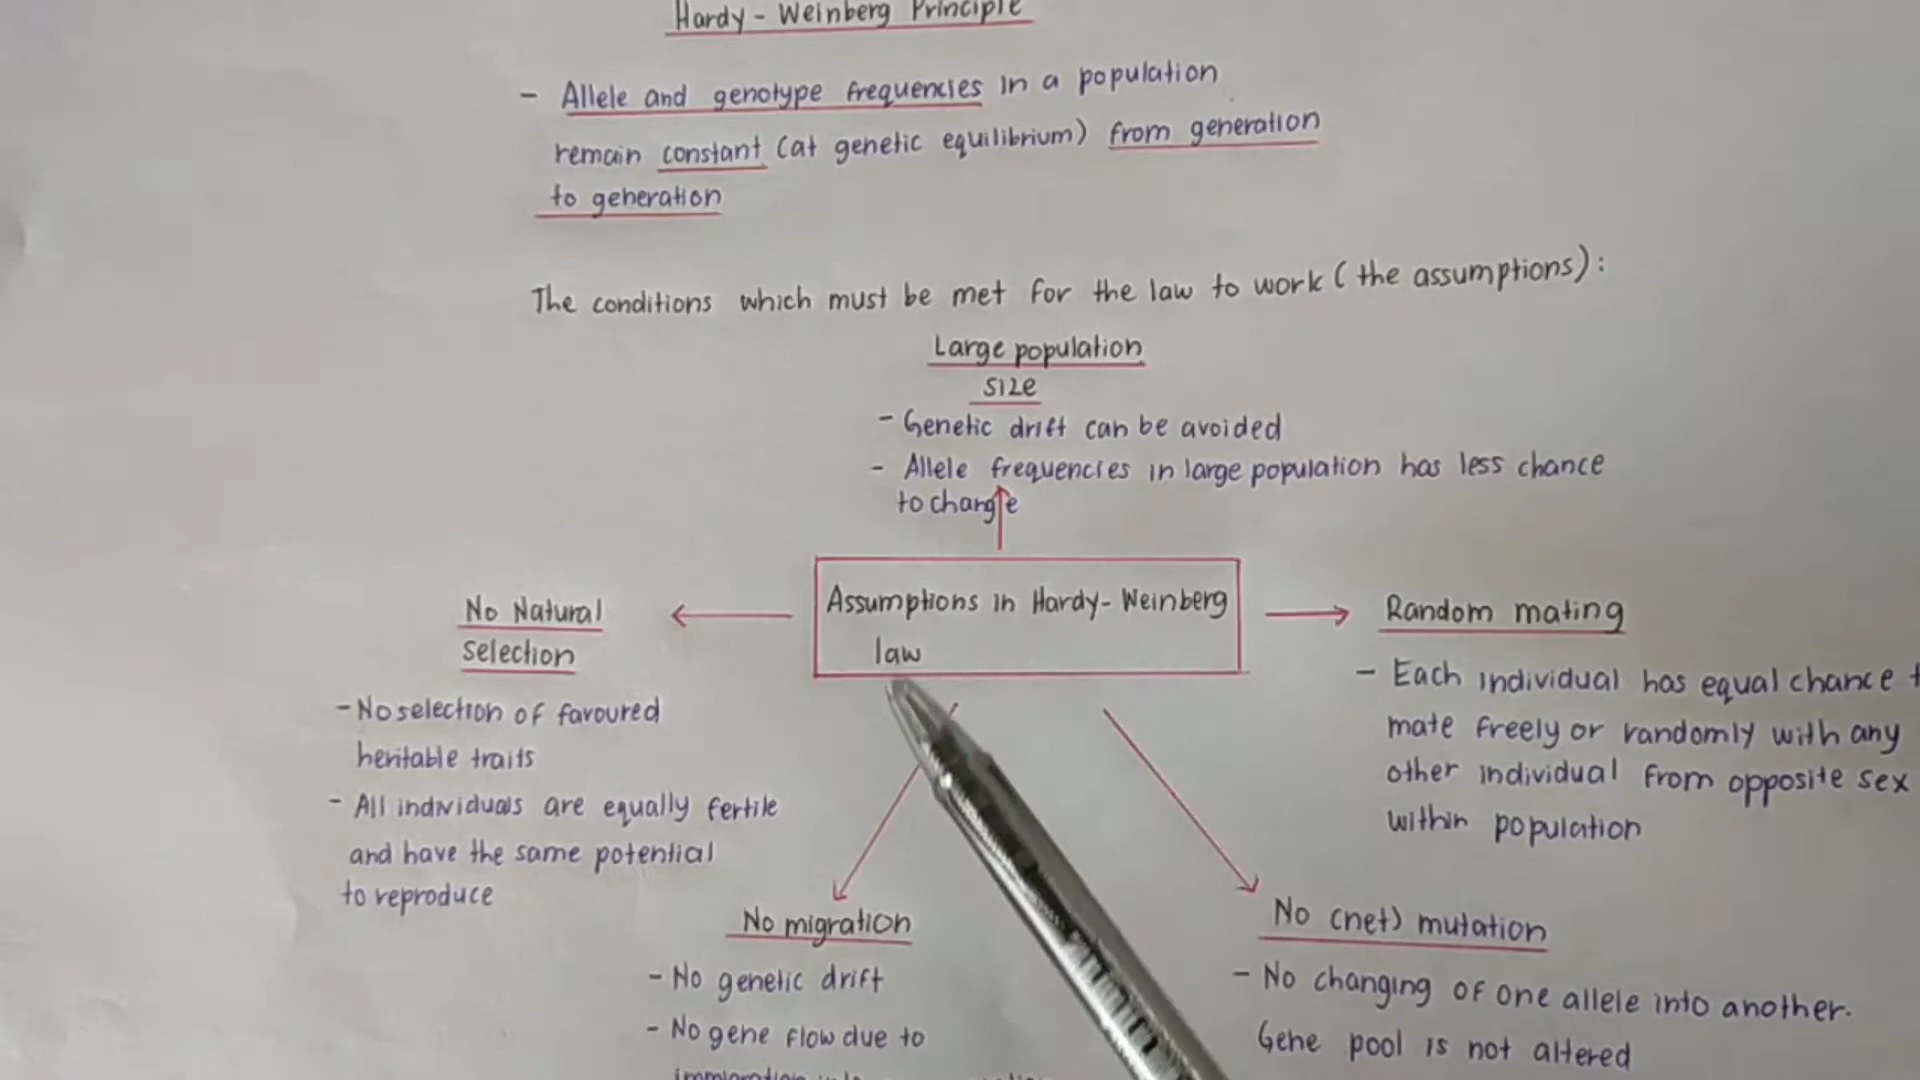 Hardy - Weinberg Principle
- Allele and genotype frequencies in a population
remain constant (at genetic equilibrium) from generation
to generation
The conditions which must be met for the law to work (the assumptions):
Large population
size
- Genetic drift can be avoided
- Allele frequencies in large population has less chance
to change
Assumptions in Hardy-Weinberg
law
No Natural
selection
- No selection of favoured
heritable traits
- All individuals are equally fertile
and have the same potential
to reproduce
Random mating
- Each individual has equal chance
mate freely or randomly with any
other individual from opposite sex
within population
No migration
- No genetic drift
- No gene flow due to
No (net) mutation
- No changing of one allele into another.
Gene pool is not altered